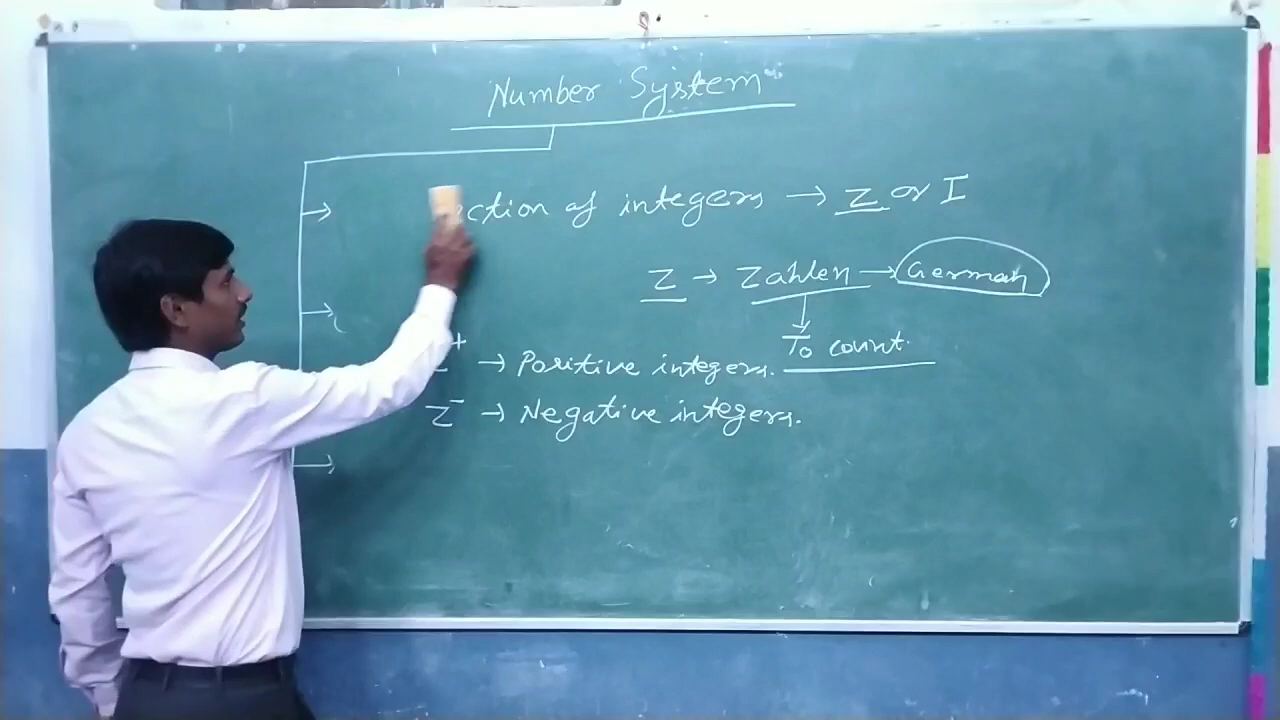 Number System
ction of integers → Z or I
Z → Zahlen → German
To count.
Z+ → Positive integers.
Z- → Negative integers.